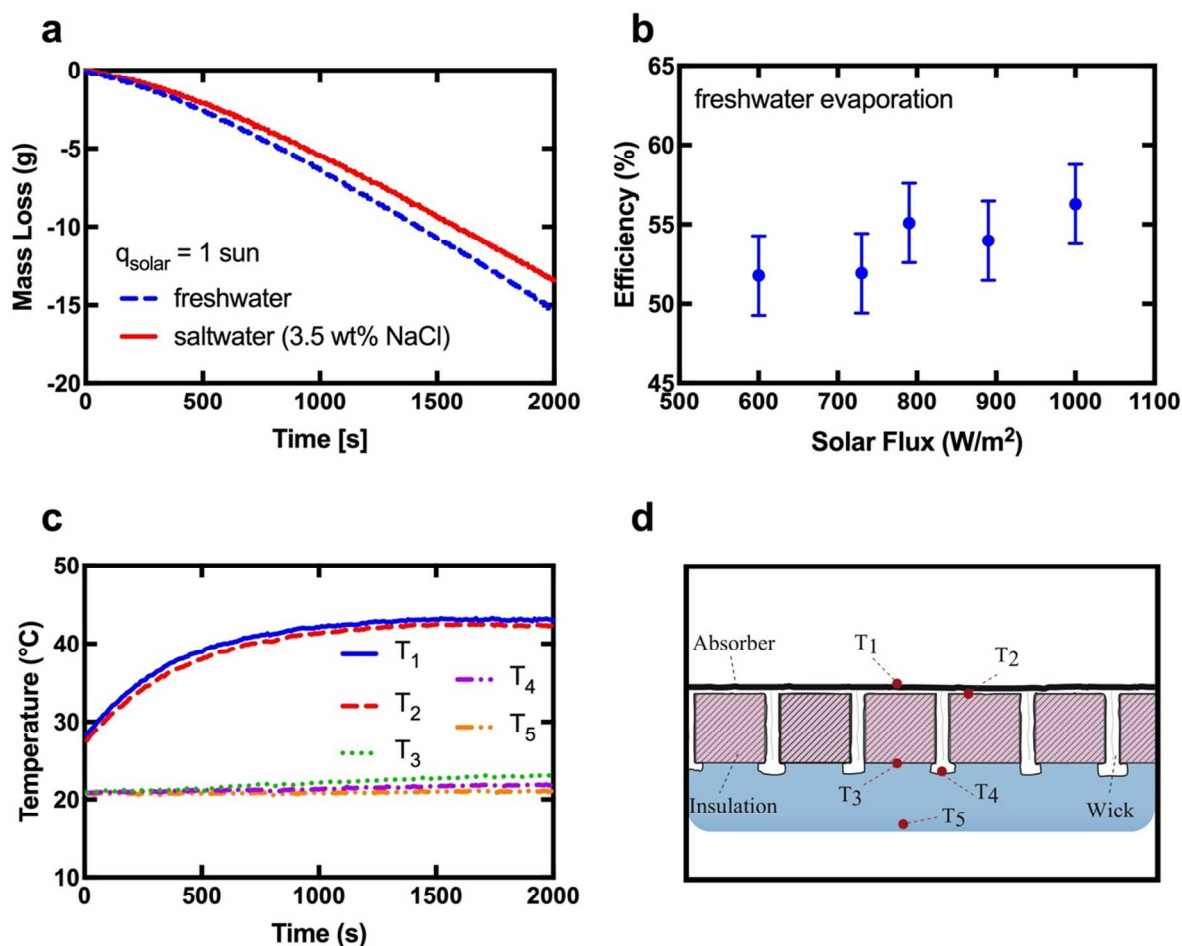 a
0
-5
-10
-15
-20
Mass Loss (g)
q_solar = 1 sun
freshwater
saltwater (3.5 wt% NaCl)
0 500 1000 1500 2000
Time [s]
b
65
60
55
50
45
Efficiency (%)
freshwater evaporation
500 600 700 800 900 1000 1100
Solar Flux (W/m²)
c
50
40
30
20
10
Temperature (°C)
T₁
T₄
T₂
T₅
T₃
0 500 1000 1500 2000
Time (s)
d
Absorber
T₁
T₂
Insulation
T₃
T₄
Wick
T₅